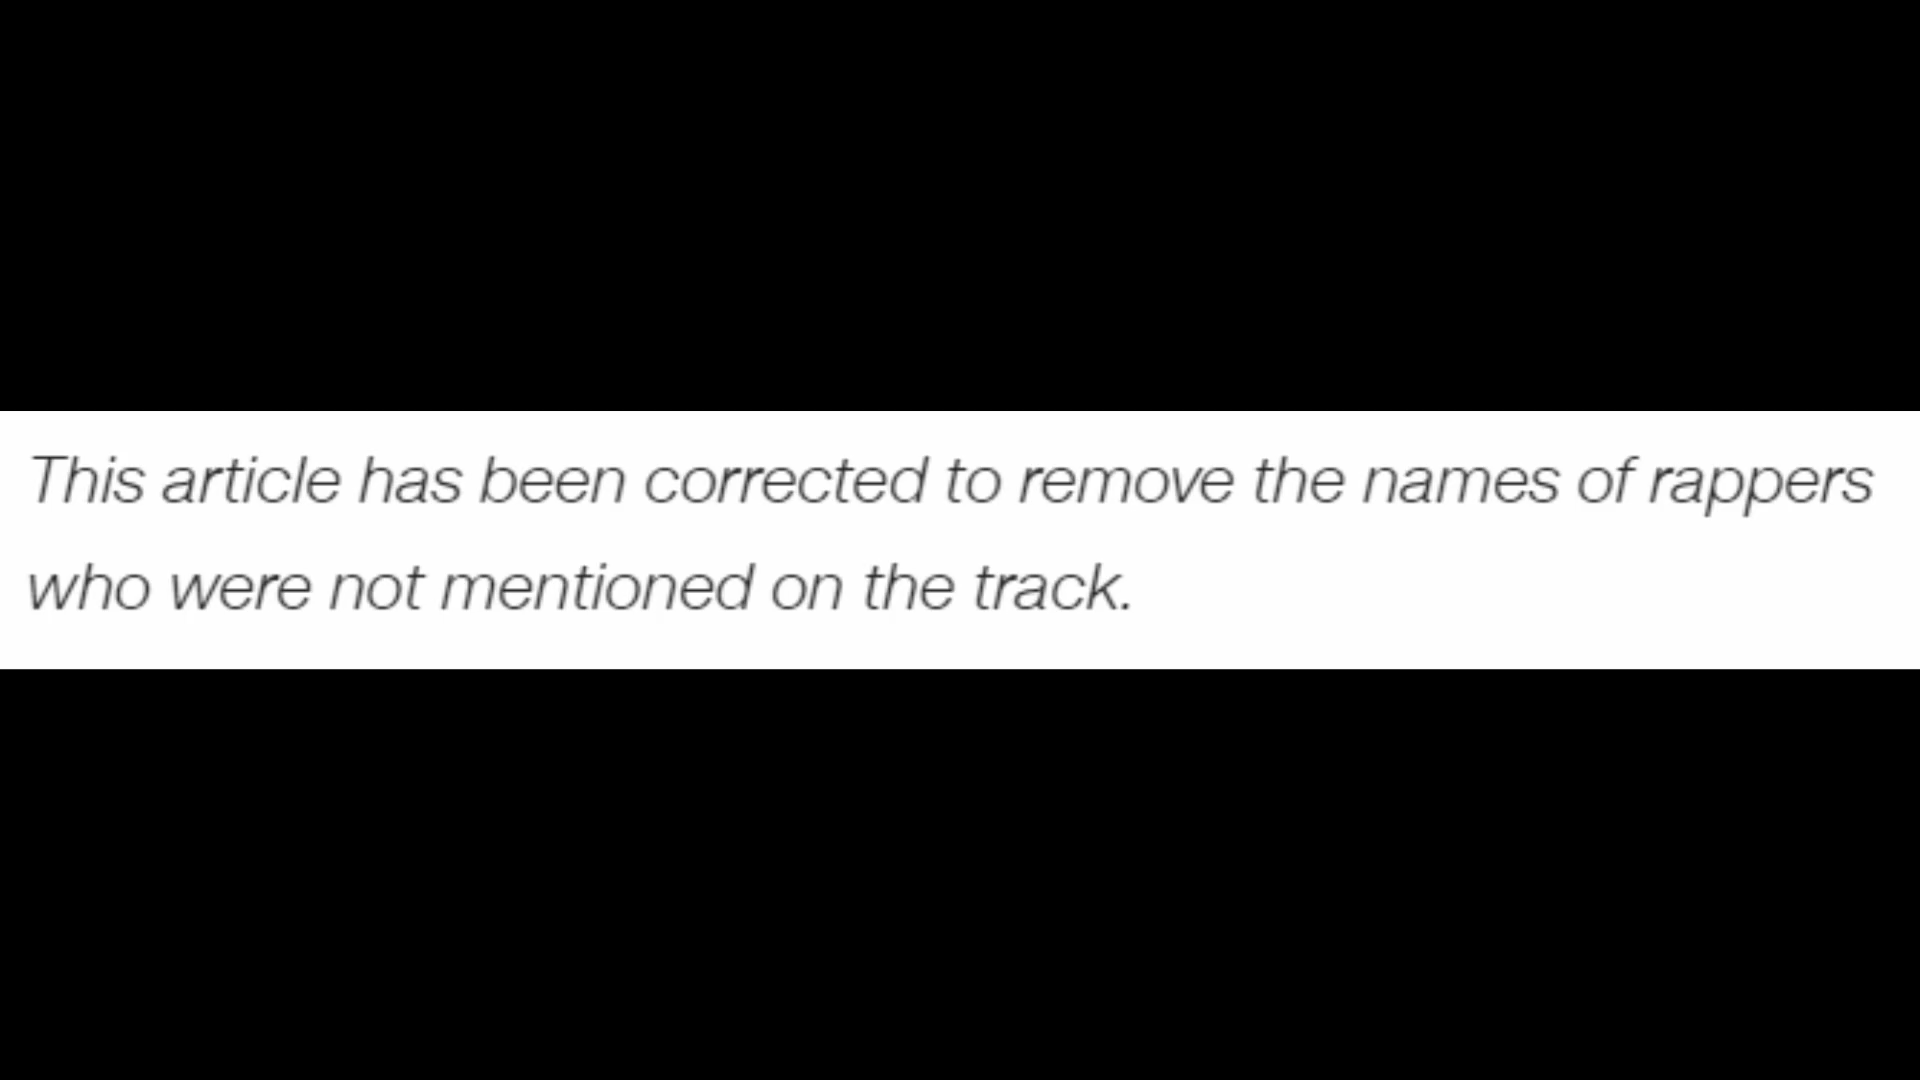 This article has been corrected to remove the names of rappers
who were not mentioned on the track.